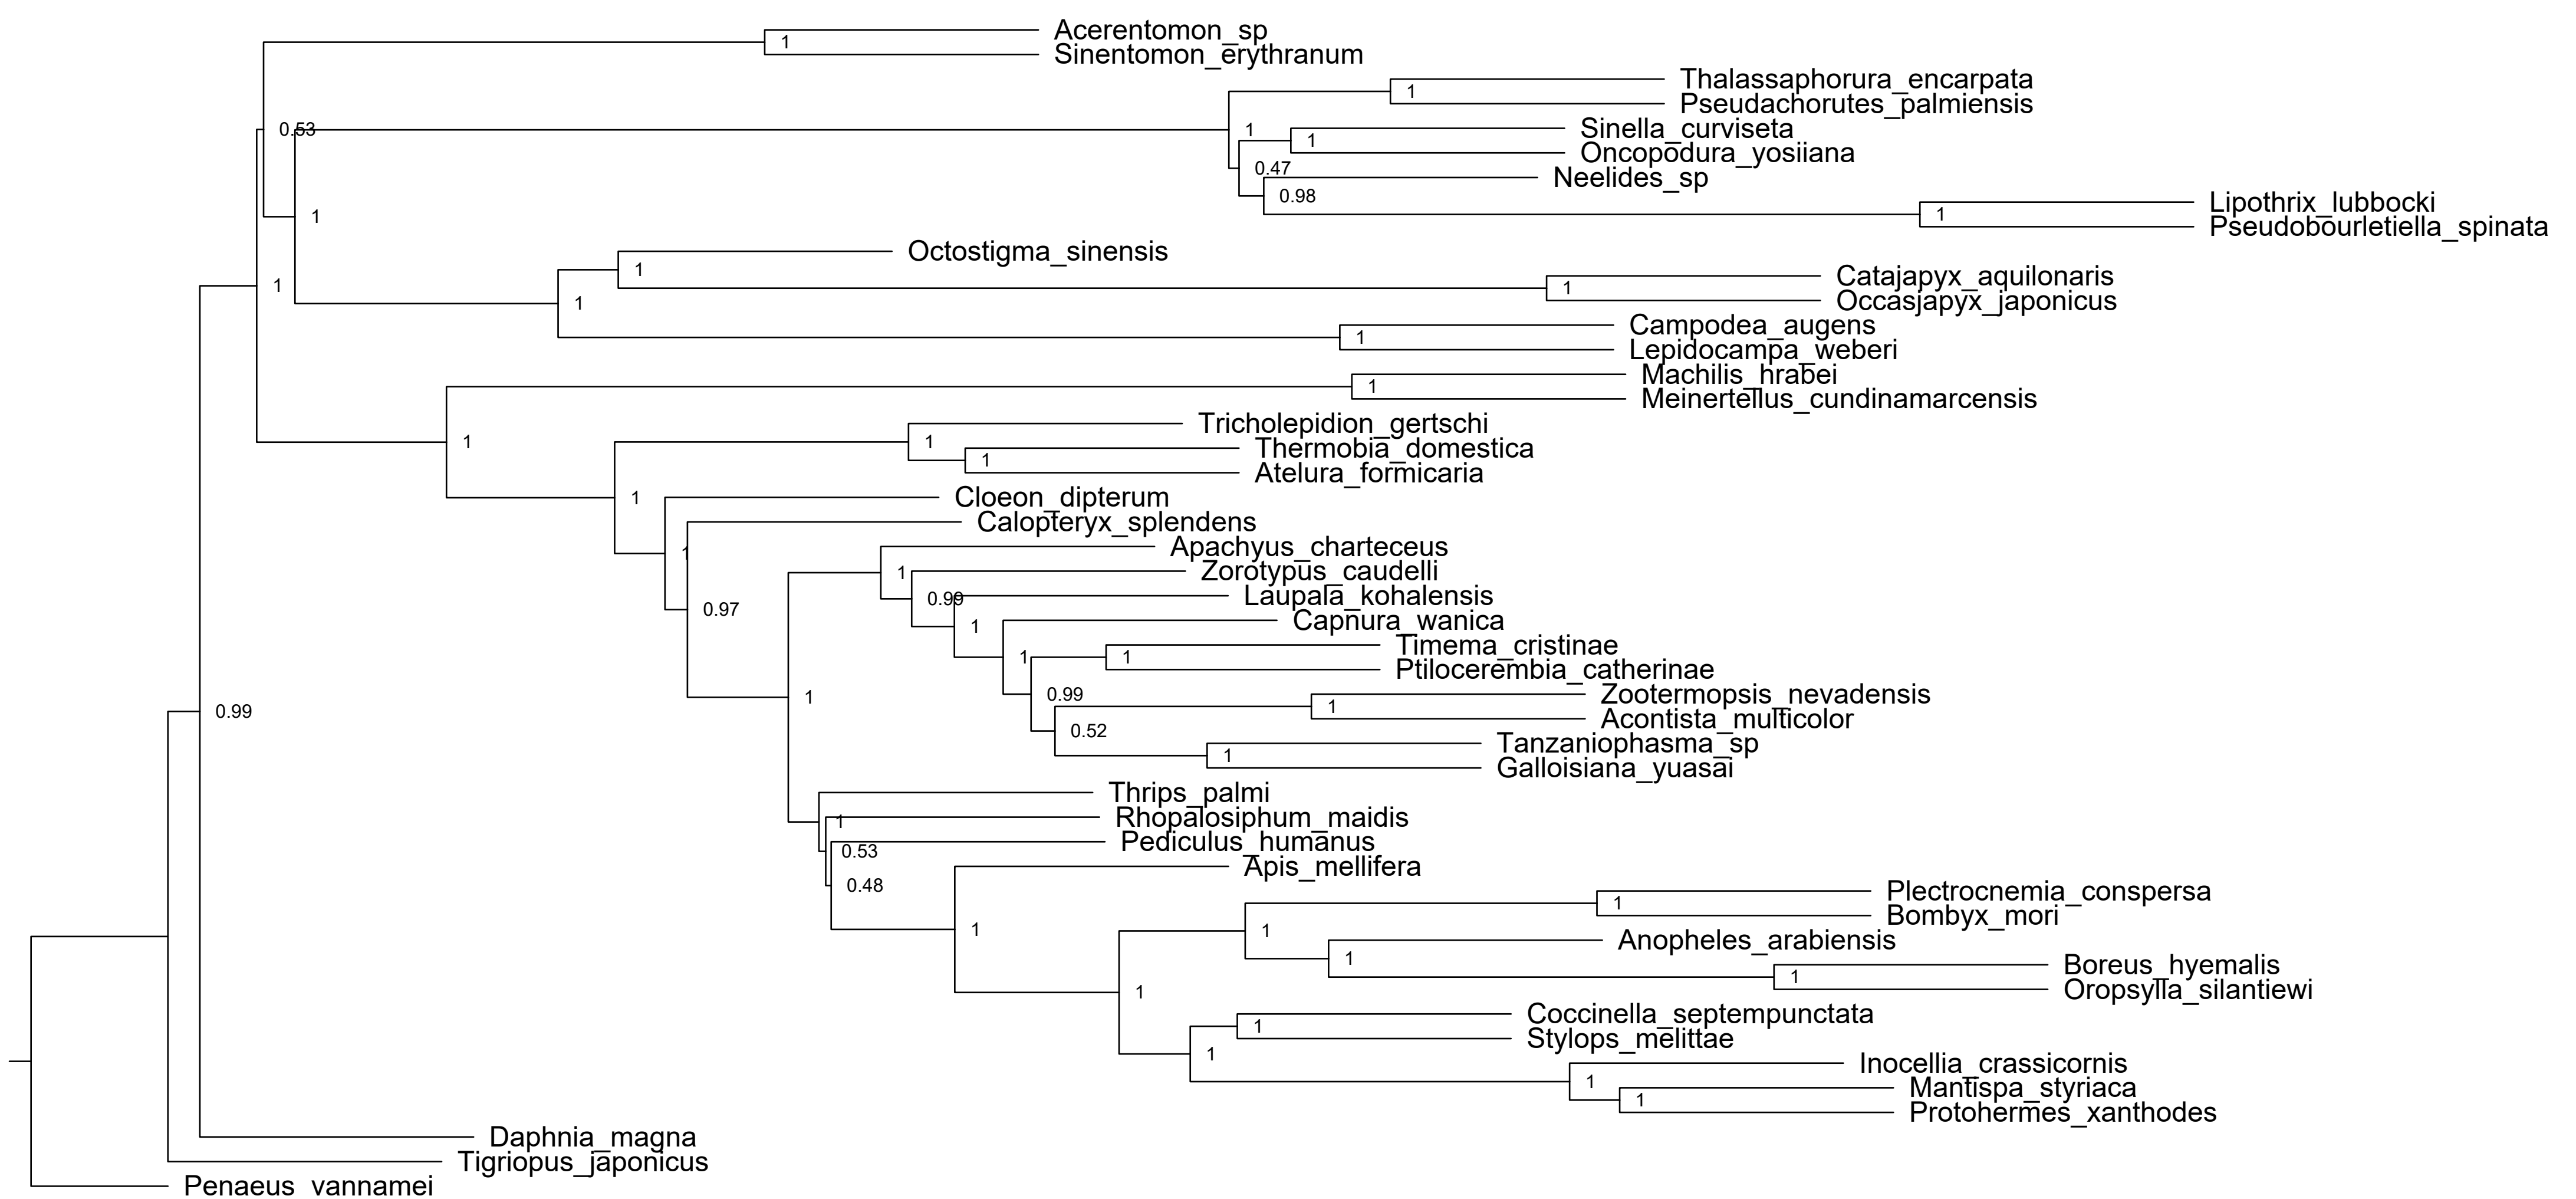 Acerentomon_sp
1
Sinentomon_erythranum
Thalassaphorura_encarpata
1
Pseudachorutes_palmiensis
0.53
1
Sinella_curviseta
1
Oncopodura_yosiiana
0.47
Neelides_sp
0.98
Lipothrix_lubbocki
1
1
Pseudobourletiella_spinata
Octostigma_sinensis
1
Catajapyx_aquilonaris
1
1
Occasjapyx_japonicus
1
Campodea_augens
1
Lepidocampa_weberi
Machilis_hrabei
1
Meinertellus_cundinamarcensis
Tricholepidion_gertschi
1
1
Thermobia_domestica
1
Atelura_formicaria
1
Cloeon_dipterum
Calopteryx_splendens
Apachyus_charteceus
1
Zorotypus_caudelli
1
0.99
Laupala_kohalensis
0.97
Capnura_wanica
1
Timema_cristinae
1
1
Ptilocerembia_catherinae
0.99
Zootermopsis_nevadensis
1
1
Acontista_multicolor
0.99
0.52
Tanzaniophasma_sp
1
Galloisiana_yuasai
Thrips_palmi
Rhopalosiphum_maidis
1
Pediculus_humanus
0.53
Apis_mellifera
0.48
Plectrocnemia_conspersa
1
Bombyx_mori
1
1
Anopheles_arabiensis
1
Boreus_hyemalis
1
Oropsylla_silantiewi
1
Coccinella_septempunctata
1
Stylops_melittae
1
Inocellia_crassicornis
1
Mantispa_styriaca
1
Protohermes_xanthodes
Daphnia_magna
Tigriopus_japonicus
Penaeus_vannamei